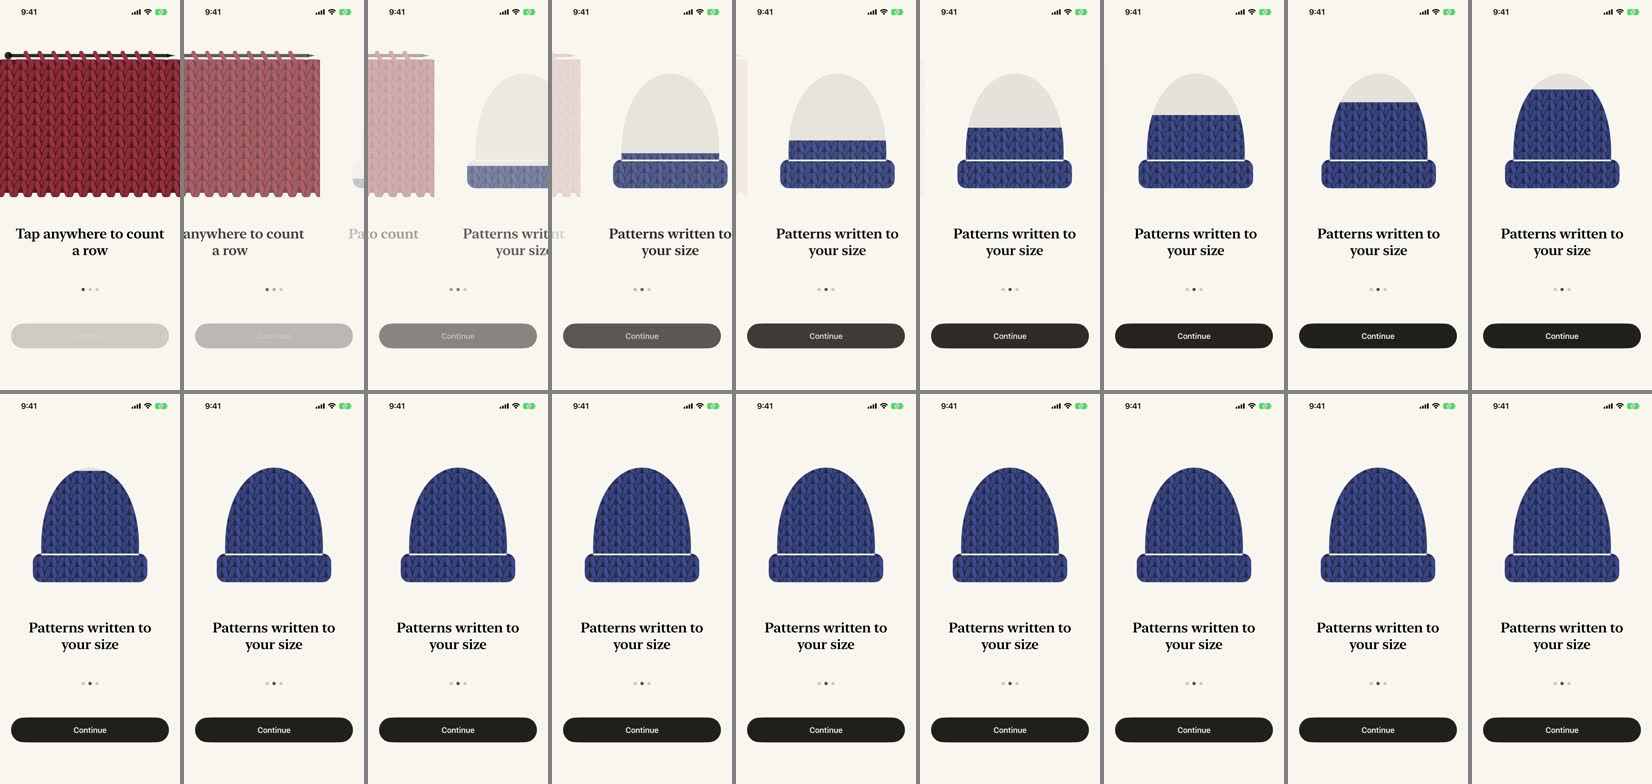 9:41
Tap anywhere to count
a row
9:41
anywhere to count
a row
9:41
to count
Continue
9:41
Patterns written to
your size
Continue
9:41
Patterns written to
your size
Continue
9:41
Patterns written to
your size
Continue
9:41
Patterns written to
your size
Continue
9:41
Patterns written to
your size
Continue
9:41
Patterns written to
your size
Continue
9:41
Patterns written to
your size
Continue
9:41
Patterns written to
your size
Continue
9:41
Patterns written to
your size
Continue
9:41
Patterns written to
your size
Continue
9:41
Patterns written to
your size
Continue
9:41
Patterns written to
your size
Continue
9:41
Patterns written to
your size
Continue
9:41
Patterns written to
your size
Continue
9:41
Patterns written to
your size
Continue